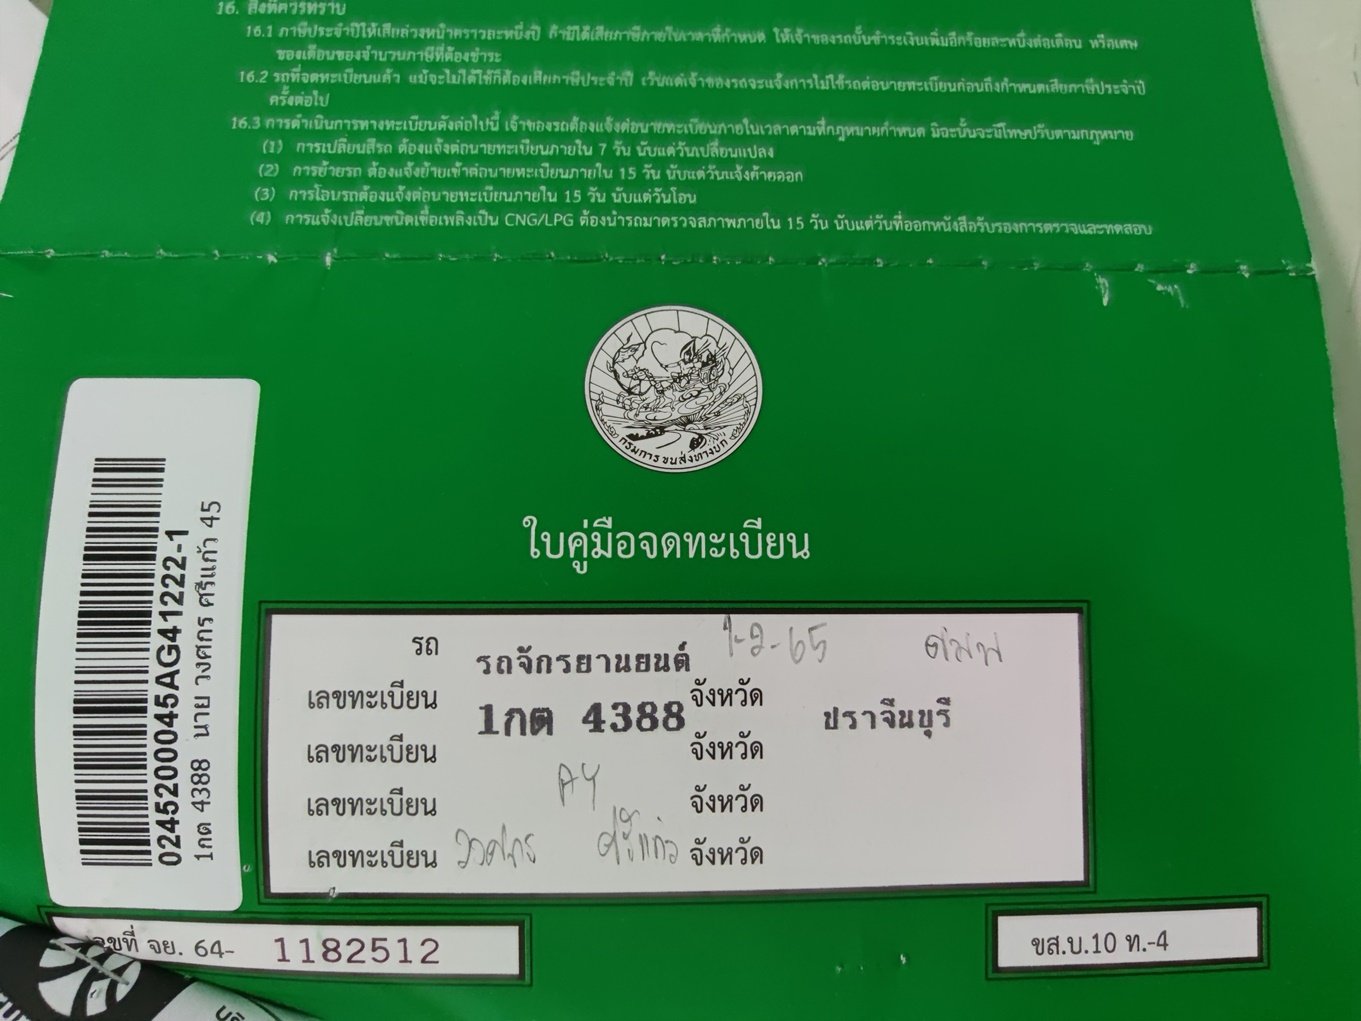 16. สิ่งที่ควรทราบ
16.1 ภาษีประจำปีให้เสียล่วงหน้าคราวละหนึ่งปี ถ้ามิได้เสียภาษีภายในเวลาที่กำหนด ให้เจ้าของรถนั้นชำระเงินเพิ่มอีกร้อยละหนึ่งต่อเดือน หรือเศษ
ของเดือนของจำนวนภาษีที่ต้องชำระ
16.2 รถที่จดทะเบียนแล้ว แม้จะไม่ได้ใช้ก็ต้องเสียภาษีประจำปี เว้นแต่เจ้าของรถจะแจ้งการไม่ใช้รถต่อนายทะเบียนก่อนถึงกำหนดเสียภาษีประจำปี
ครั้งต่อไป
16.3 การดำเนินการทางทะเบียนดังต่อไปนี้ เจ้าของรถต้องแจ้งต่อนายทะเบียนภายในเวลาตามที่กฎหมายกำหนด มิฉะนั้นจะมีโทษปรับตามกฎหมาย
(1) การเปลี่ยนสีรถ ต้องแจ้งต่อนายทะเบียนภายใน 7 วัน นับแต่วันเปลี่ยนแปลง
(2) การย้ายรถ ต้องแจ้งย้ายเข้าต่อนายทะเบียนภายใน 15 วัน นับแต่วันแจ้งย้ายออก
(3) การโอนรถต้องแจ้งต่อนายทะเบียนภายใน 15 วัน นับแต่วันโอน
(4) การแจ้งเปลี่ยนชนิดเชื้อเพลิงเป็น CNG/LPG ต้องนำรถมาตรวจสภาพภายใน 15 วัน นับแต่วันที่ออกหนังสือรับรองการตรวจและทดสอบ
กรมการขนส่งทางบก
ใบคู่มือจดทะเบียน
024520045AG41222-1
1กต 4388 นาย วงศกร ศรีแก้ว 45
รถ รถจักรยานยนต์ 1-2-65
เลขทะเบียน 1กต 4388 จังหวัด ปราจีนบุรี
เลขทะเบียน จังหวัด
เลขทะเบียน จังหวัด
เลขทะเบียน วงศกร ศรีแก้ว จังหวัด
เลขที่ จย. 64- 1182512
ขส.บ.10 ท.-4